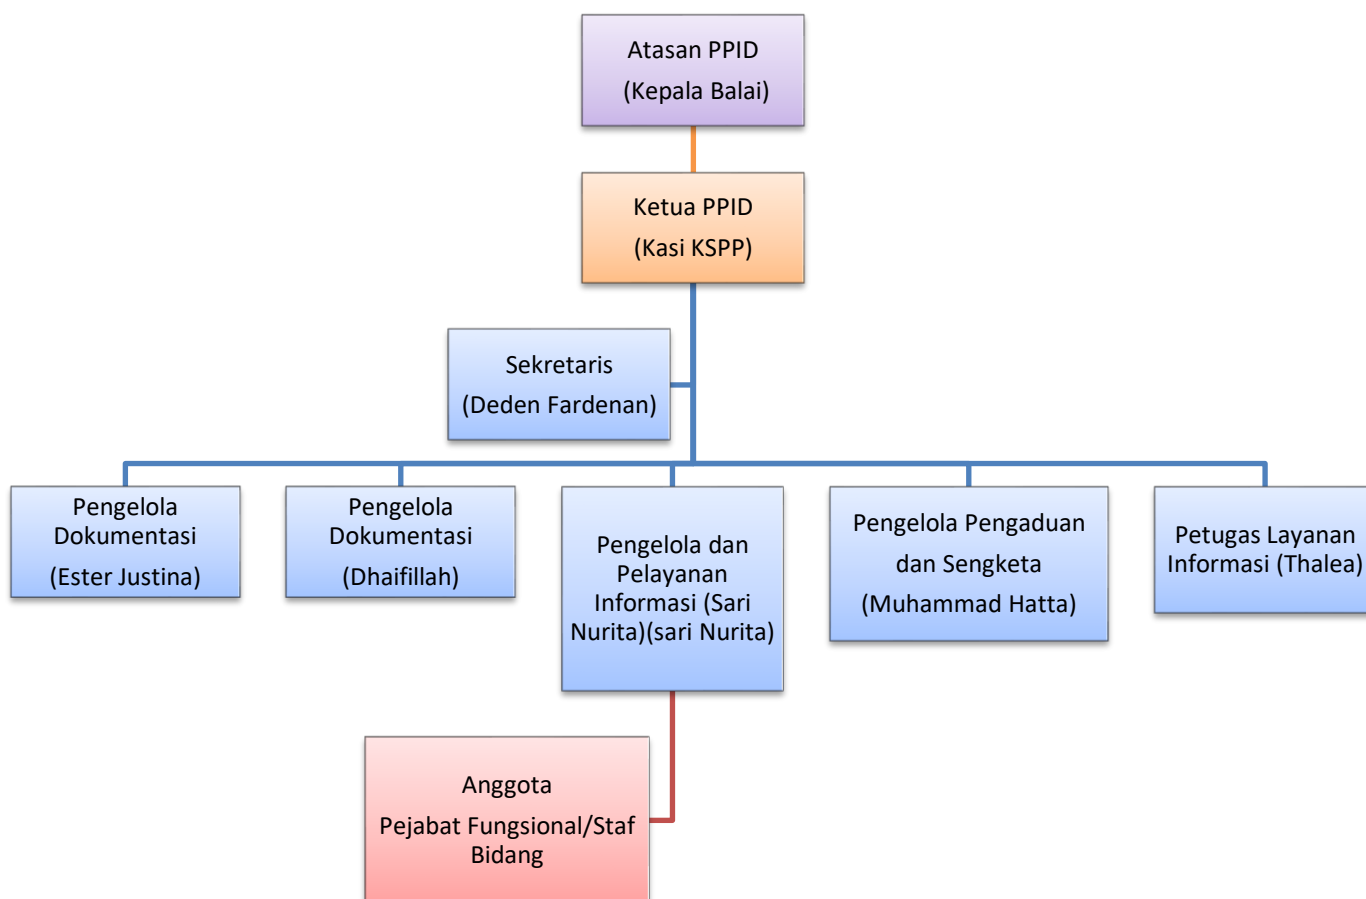 Atasan PPID
(Kepala Balai)
Ketua PPID
(Kasi KSPP)
Sekretaris
(Deden Fardenan)
Pengelola
Dokumentasi
(Ester Justina)
Pengelola
Dokumentasi
(Dhaifillah)
Pengelola dan
Pelayanan
Informasi (Sari
Nurita)(sari Nurita)
Pengelola Pengaduan
dan Sengketa
(Muhammad Hatta)
Petugas Layanan
Informasi (Thalea)
Anggota
Pejabat Fungsional/Staf
Bidang